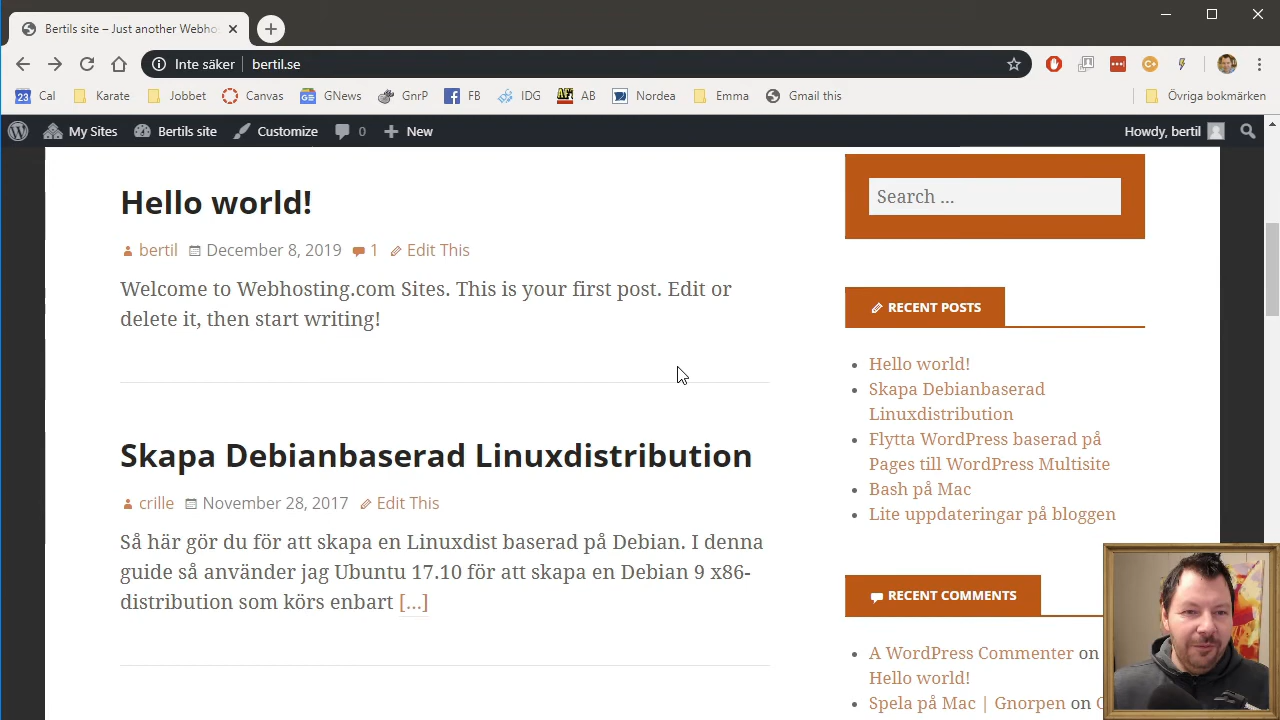 Bertils site – Just another Webho
Inte säker
bertil.se
Cal
Karate
Jobbet
Canvas
GNews
GnrP
FB
IDG
AB
Nordea
Emma
Gmail this
Övriga bokmärken
My Sites
Bertils site
Customize
0
New
Howdy, bertil
Hello world!
bertil
December 8, 2019
1
Edit This
Welcome to Webhosting.com Sites. This is your first post. Edit or
delete it, then start writing!
Skapa Debianbaserad Linuxdistribution
crille
November 28, 2017
Edit This
Så här gör du för att skapa en Linuxdist baserad på Debian. I denna
guide så använder jag Ubuntu 17.10 för att skapa en Debian 9 x86-
distribution som körs enbart […]
Search ...
RECENT POSTS
Hello world!
Skapa Debianbaserad
Linuxdistribution
Flytta WordPress baserad på
Pages till WordPress Multisite
Bash på Mac
Lite uppdateringar på bloggen
RECENT COMMENTS
A WordPress Commenter on
Hello world!
Spela på Mac | Gnorpen on